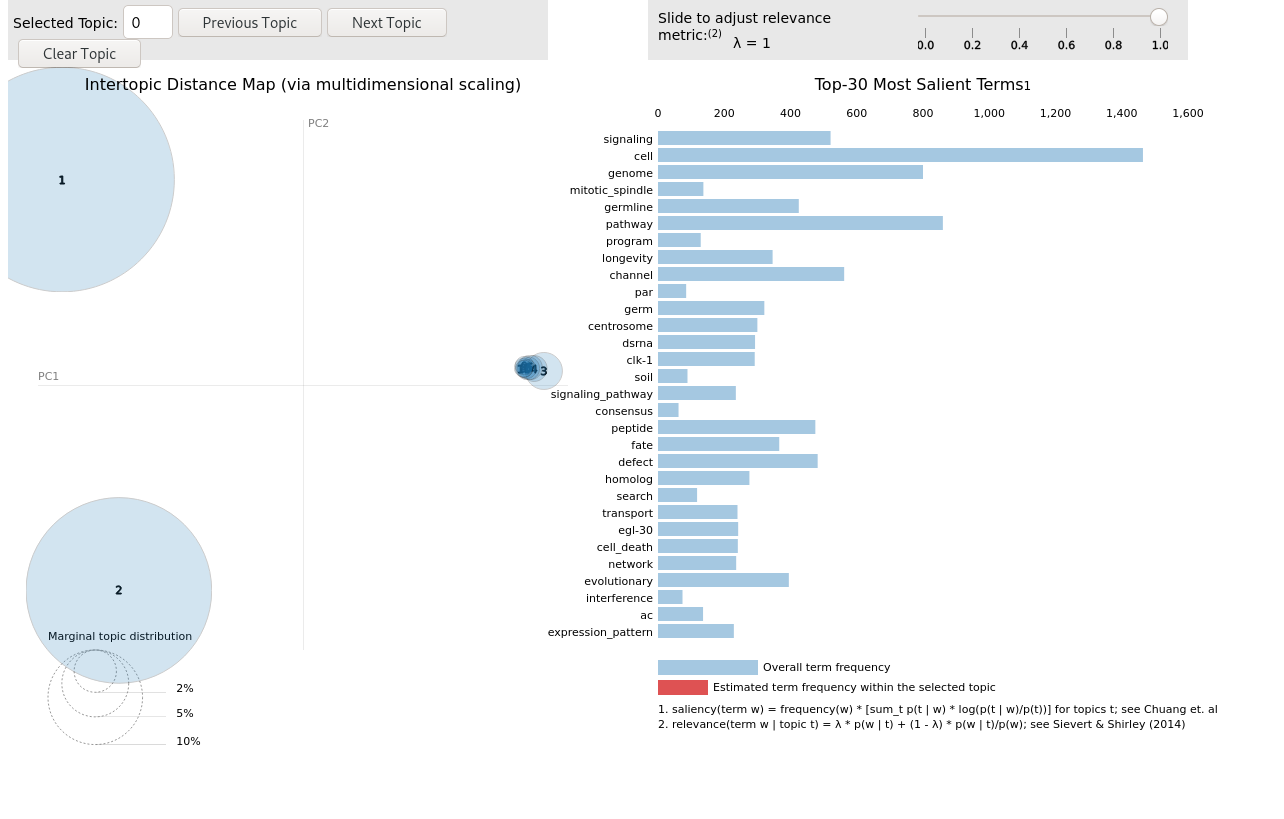 Selected Topic: 0 Previous Topic Next Topic
Clear Topic
Slide to adjust relevance
metric:(2) λ = 1
0.0 0.2 0.4 0.6 0.8 1.0
Intertopic Distance Map (via multidimensional scaling)
PC2
PC1
1
2
3
4
Marginal topic distribution
2%
5%
10%
Top-30 Most Salient Terms1
0 200 400 600 800 1,000 1,200 1,400 1,600
signaling
cell
genome
mitotic_spindle
germline
pathway
program
longevity
channel
par
germ
centrosome
dsrna
clk-1
soil
signaling_pathway
consensus
peptide
fate
defect
homolog
search
transport
egl-30
cell_death
network
evolutionary
interference
ac
expression_pattern
Overall term frequency
Estimated term frequency within the selected topic
1. saliency(term w) = frequency(w) * [sum_t p(t | w) * log(p(t | w)/p(t))] for topics t; see Chuang et. al
2. relevance(term w | topic t) = λ * p(w | t) + (1 - λ) * p(w | t)/p(w); see Sievert & Shirley (2014)